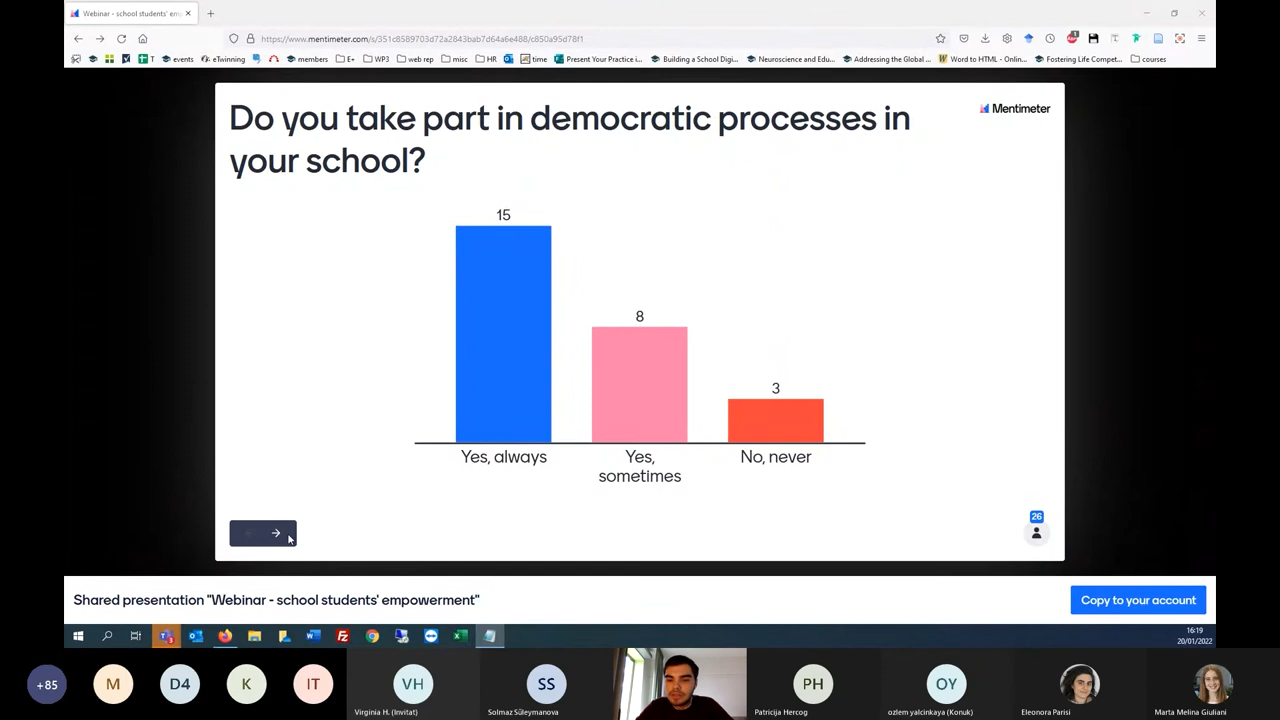 Webinar - school students' em
https://www.mentimeter.com/s/351c8589703d72a2843bab7d64a6e488/c850a95d78f1
T
events
eTwinning
members
E+
WP3
web rep
misc
HR
time
Present Your Practice i...
Building a School Digi...
Neuroscience and Edu...
Addressing the Global ...
Word to HTML - Onlin...
Fostering Life Compet...
courses
Do you take part in democratic processes in
your school?
Mentimeter
15
8
3
Yes, always
Yes,
sometimes
No, never
26
Shared presentation "Webinar - school students' empowerment"
Copy to your account
16:19
20/01/2022
+85
M
D4
K
IT
VH
SS
PH
OY
Virginia H. (Invitat)
Solmaz Süleymanova
Patricija Hercog
ozlem yalcinkaya (Konuk)
Eleonora Parisi
Marta Melina Giuliani